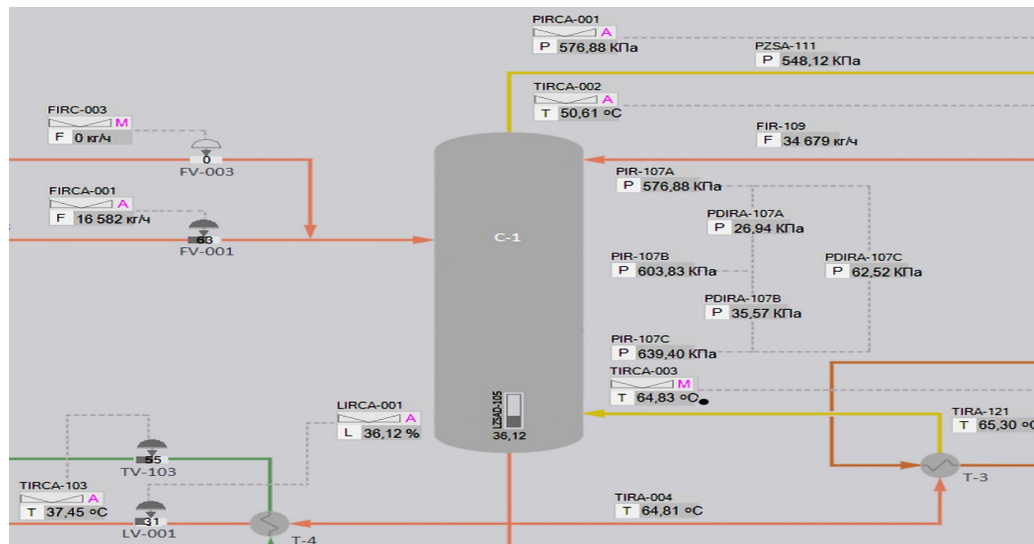 PIRCA-001
A
P 576,88 КПа
PZSA-111
P 548,12 КПа
TIRCA-002
A
T 50,61 ºC
FIRC-003
M
F 0 кг/ч
0
FV-003
FIR-109
F 34 679 кг/ч
FIRCA-001
A
F 16 582 кг/ч
63
FV-001
C-1
PIR-107A
P 576,88 КПа
PDIRA-107A
P 26,94 КПа
PIR-107B
P 603,83 КПа
PDIRA-107C
P 62,52 КПа
PDIRA-107B
P 35,57 КПа
PIR-107C
P 639,40 КПа
TIRCA-003
M
T 64,83 ºC
LZSAD-105
36,12
LIRCA-001
A
L 36,12 %
TIRA-121
T 65,30 ºC
55
TV-103
T-3
TIRCA-103
A
T 37,45 ºC
31
LV-001
TIRA-004
T 64,81 ºC
T-4